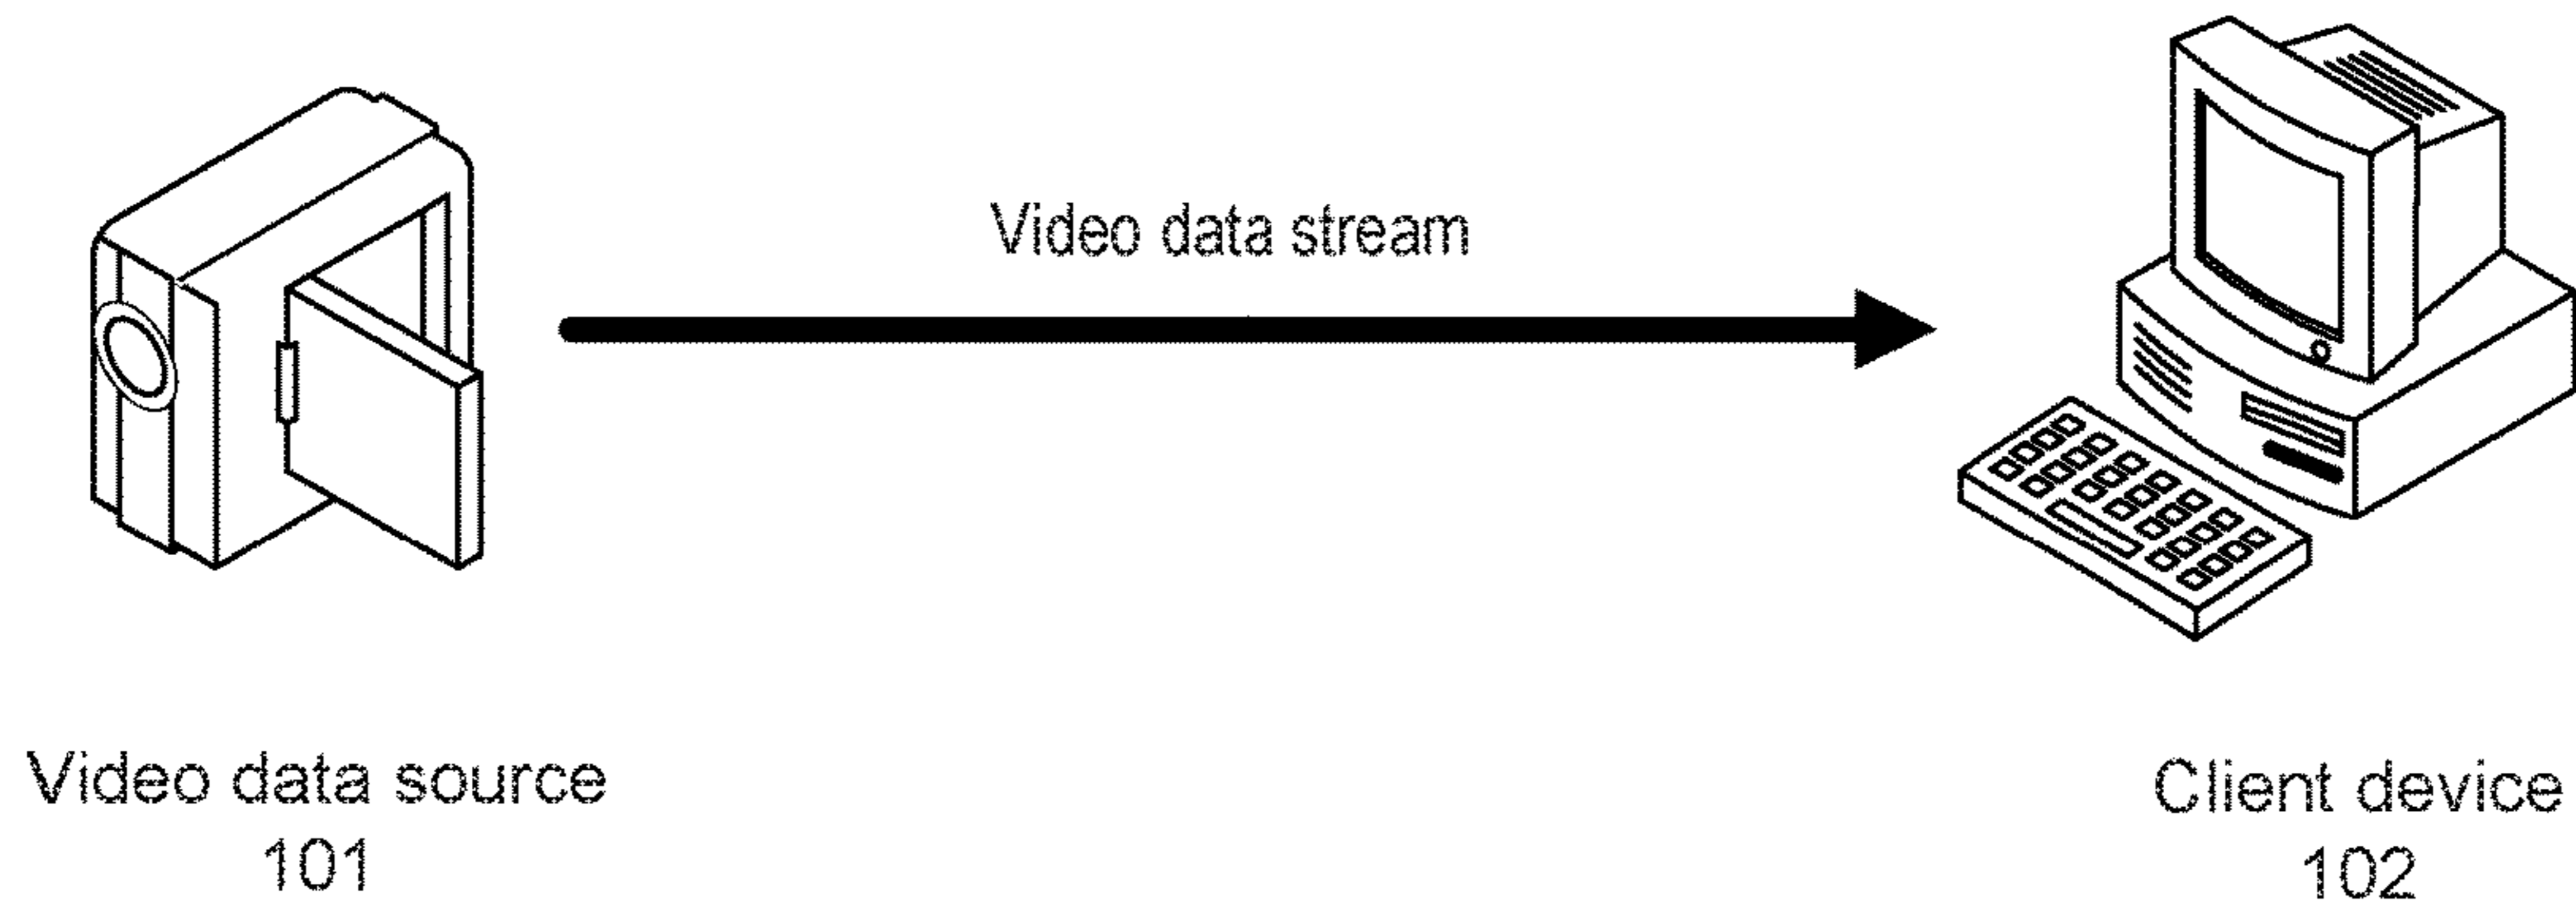 Video data stream
Video data source
101
Client device
102